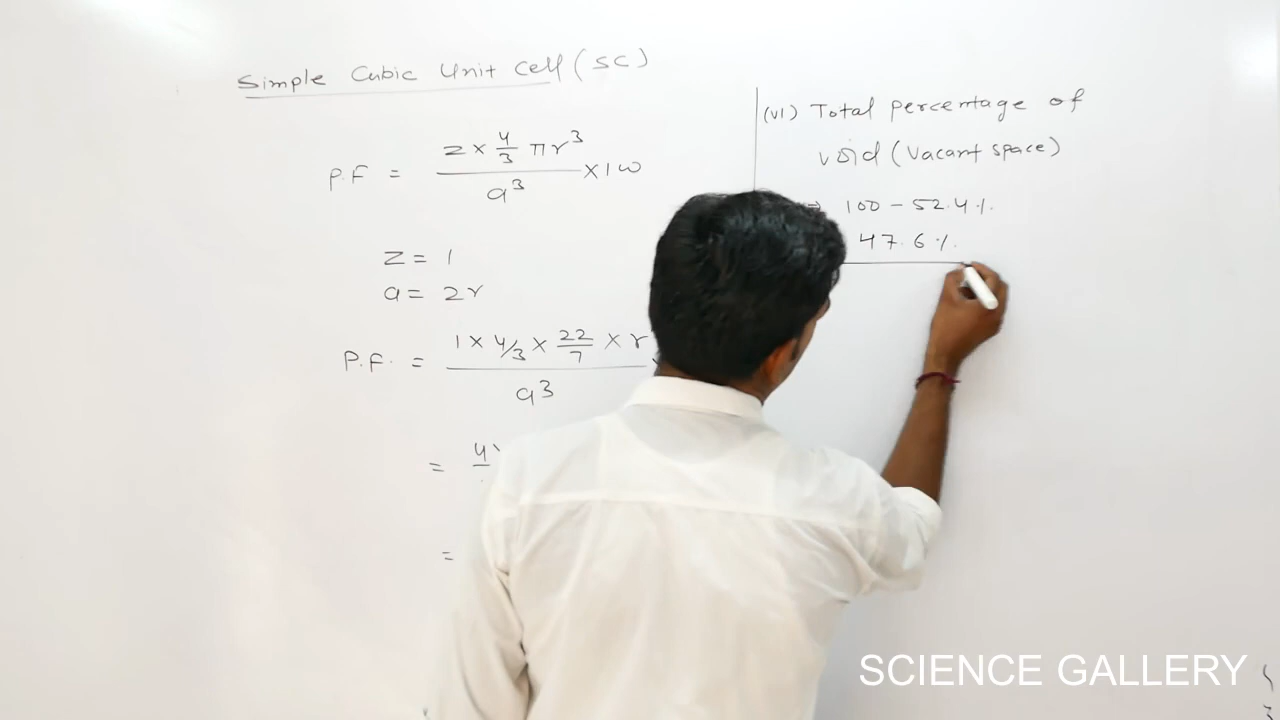 Simple Cubic Unit Cell (SC)
P.F = z × 4/3 πr³ / a³ × 100
z = 1
a = 2r
P.F. = 1 × 4/3 × 22/7 × r / a³
= 4
=
(VI) Total percentage of
void (Vacant space)
→ 100 - 52.4%.
47.6%.
SCIENCE GALLERY